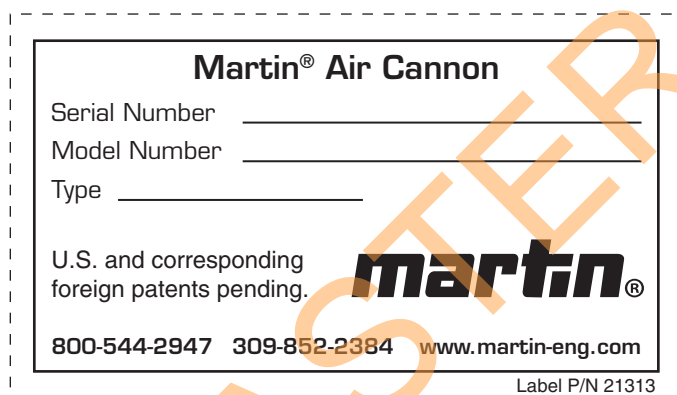 Martin® Air Cannon
Serial Number
Model Number
Type
U.S. and corresponding
foreign patents pending.
martin®
800-544-2947 309-852-2384 www.martin-eng.com
Label P/N 21313